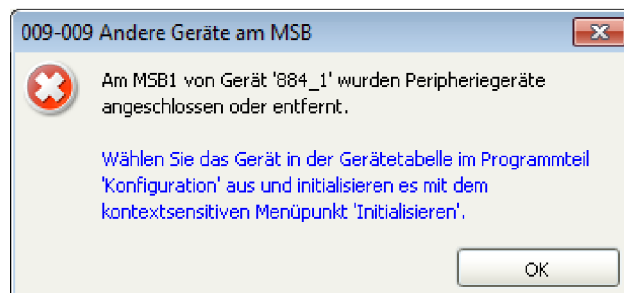 009-009 Andere Geräte am MSB
Am MSB1 von Gerät '884_1' wurden Peripheriegeräte
angeschlossen oder entfernt.
Wählen Sie das Gerät in der Gerätetabelle im Programmteil
'Konfiguration' aus und initialisieren es mit dem
kontextsensitiven Menüpunkt 'Initialisieren'.
OK